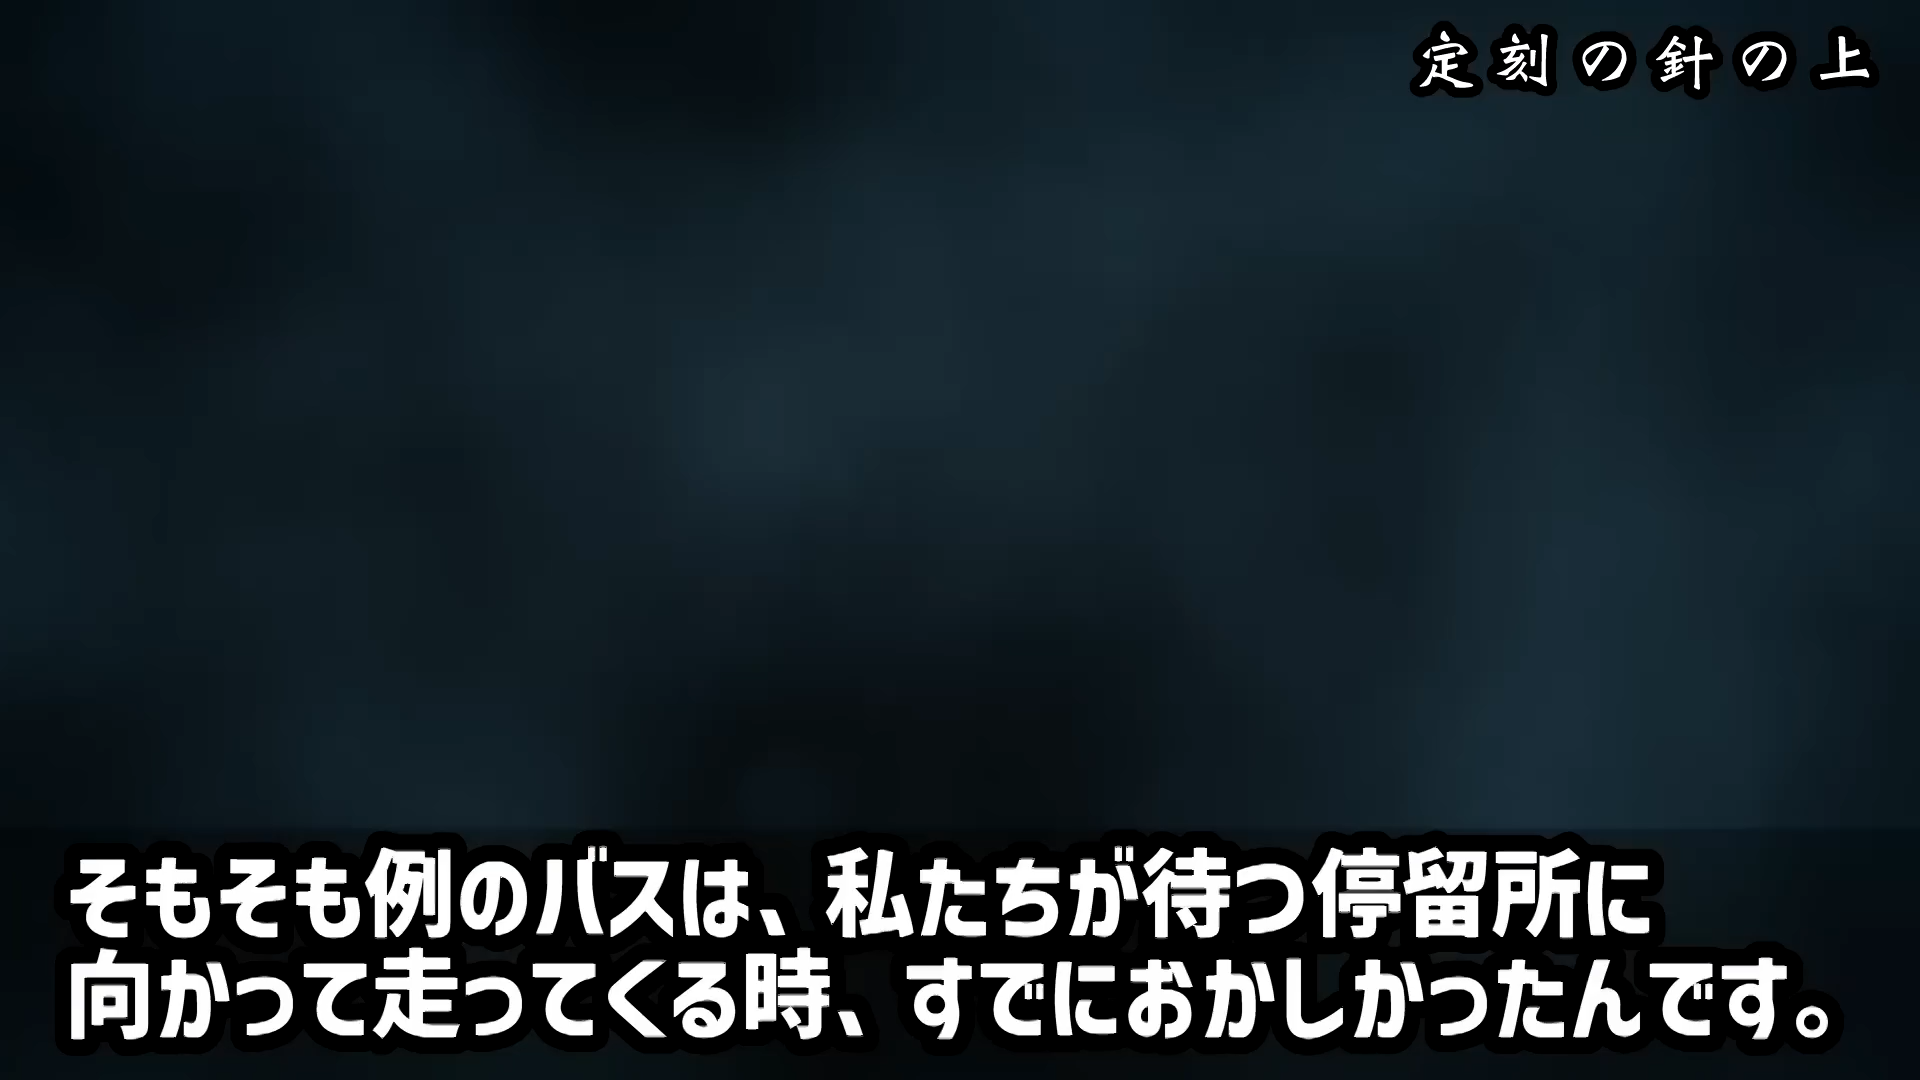 定刻の針の上
そもそも例のバスは、私たちが待つ停留所に
向かって走ってくる時、すでにおかしかったんです。